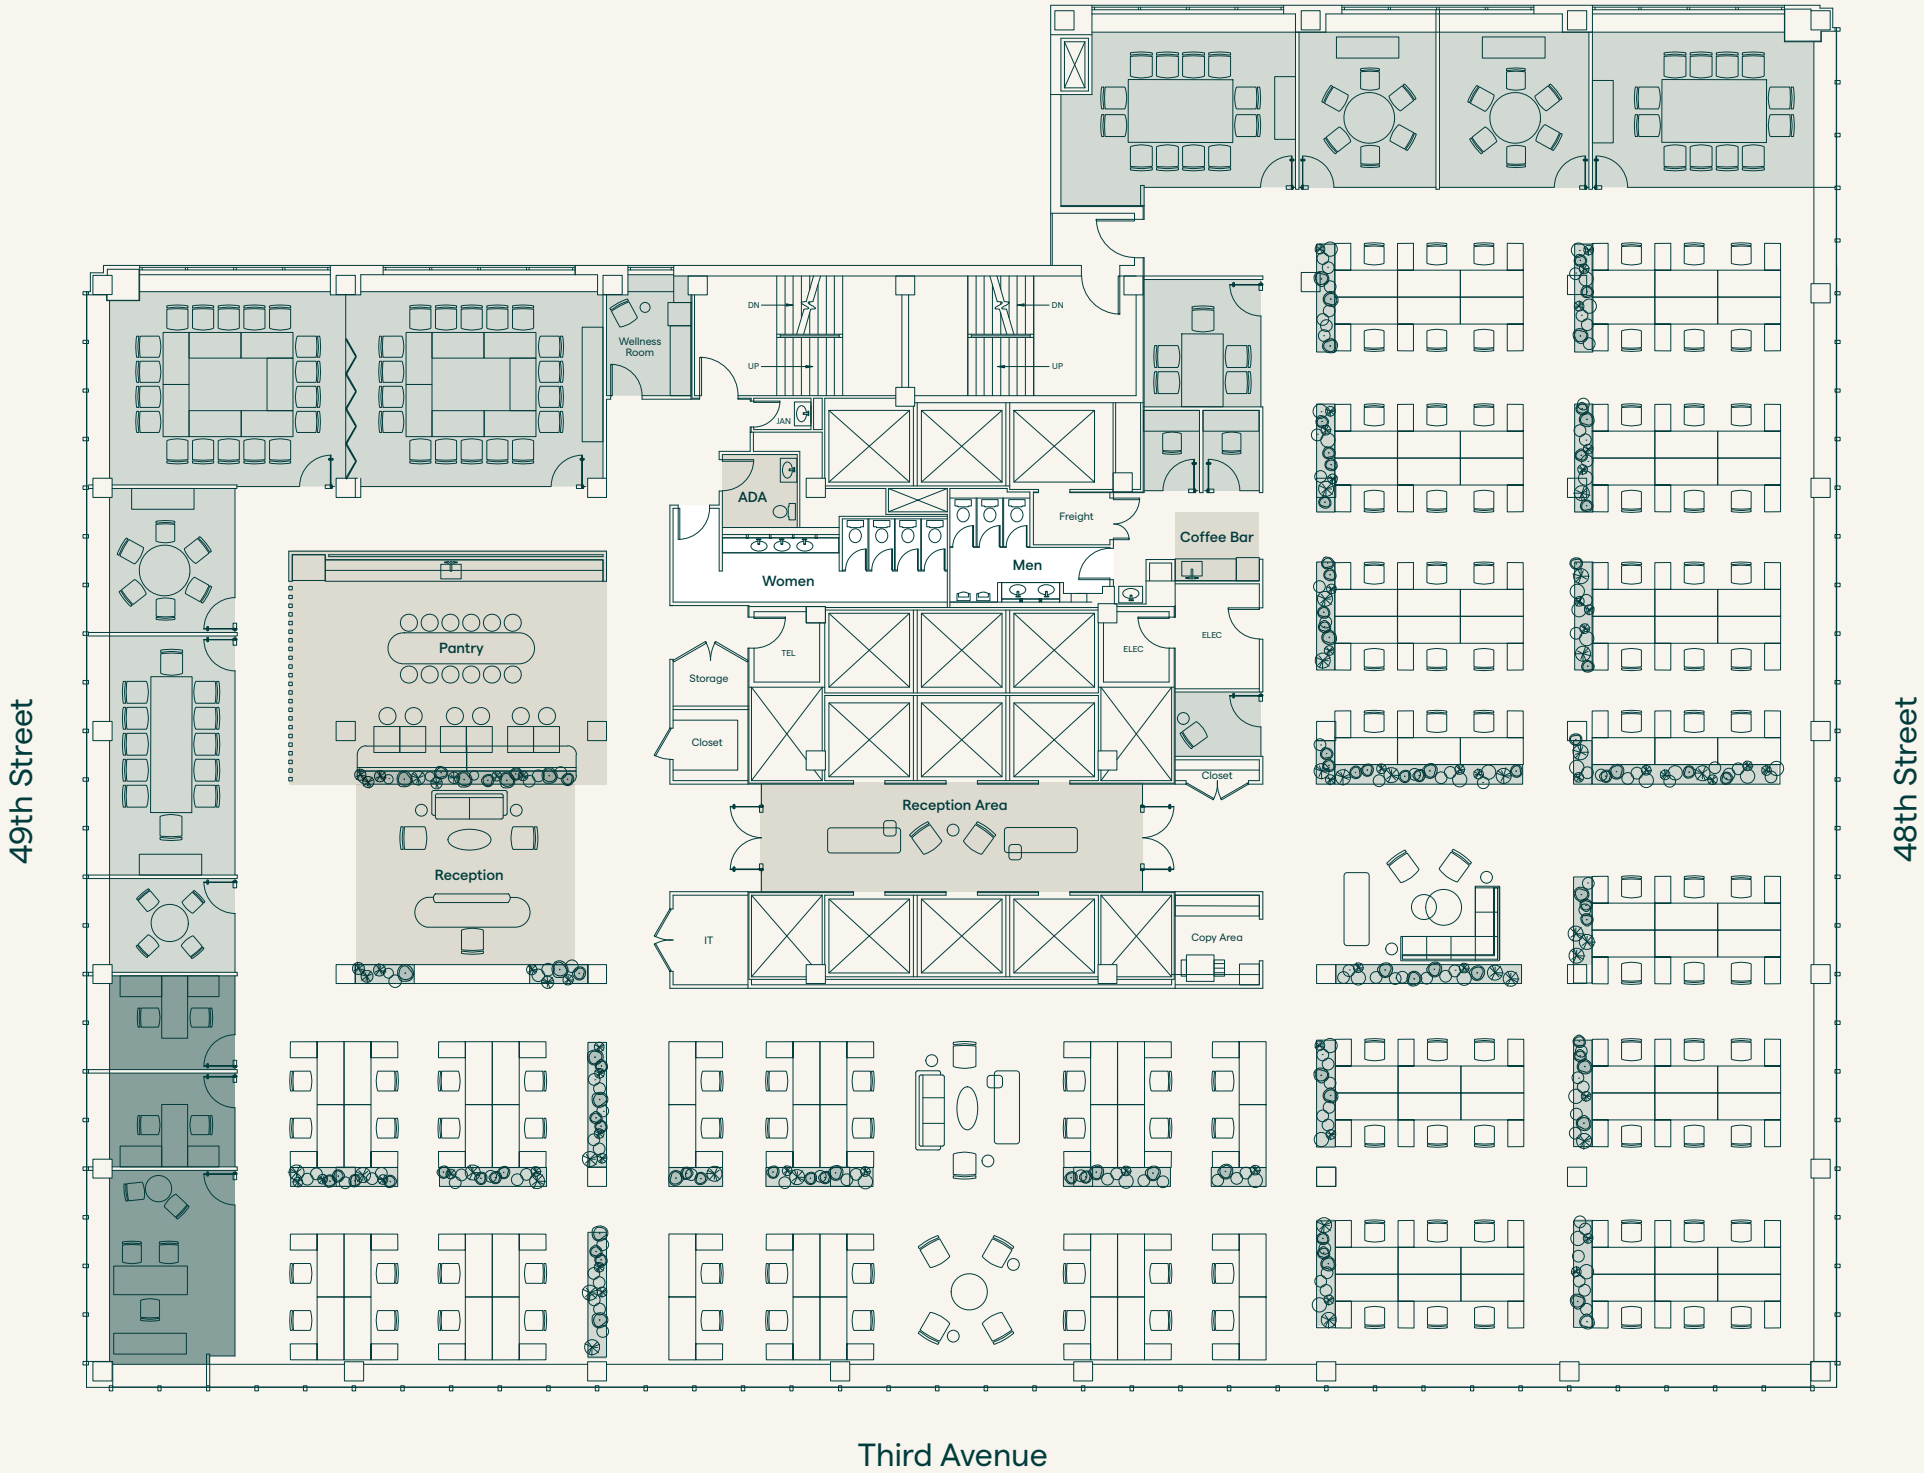 DN
DN
Wellness
Room
UP
UP
JAN
ADA
Freight
Coffee Bar
Men
Women
ELEC
Pantry
TEL
ELEC
Storage
Closet
Closet
Reception Area
Reception
IT
Copy Area
49th Street
48th Street
Third Avenue